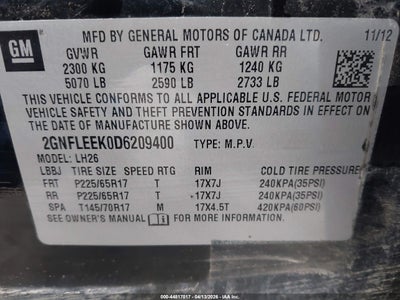 GM
MFD BY GENERAL MOTORS OF CANADA LTD. 11/12
GVWR GAWR FRT GAWR RR
2300 KG 1175 KG 1240 KG
5070 LB 2590 LB 2733 LB
THIS VEHICLE CONFORMS TO ALL APPLICABLE U.S. FEDERAL MOTOR
VEHICLE SAFETY, BUMPER, AND THEFT PREVENTION STANDARDS IN
EFFECT ON THE DATE OF MANUFACTURE SHOWN ABOVE.
2GNFLEEK0D6209400 TYPE: M.P.V.
MODEL: LH26
LBBJ TIRE SIZE SPEED RTG RIM COLD TIRE PRESSURE
FRT P225/65R17 T 17X7J 240KPA(35PSI)
RR P225/65R17 T 17X7J 240KPA(35PSI)
SPA T145/70R17 M 17X4.5T 420KPA(60PSI)
SEE OWNER'S MANUAL FOR MORE INFORMATION.
IAA 44817017 - 04/13/2026 -